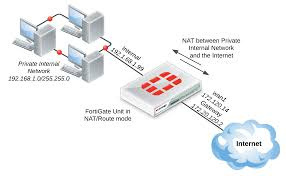 NAT between Private
Internal Network
and the Internet
Internal
192.168.1.99
Private Internal
Network
192.168.1.0/255.255.0
FortiGate Unit in
NAT/Route mode
wan1
172.120.14
Gateway
172.20.120.2
Internet